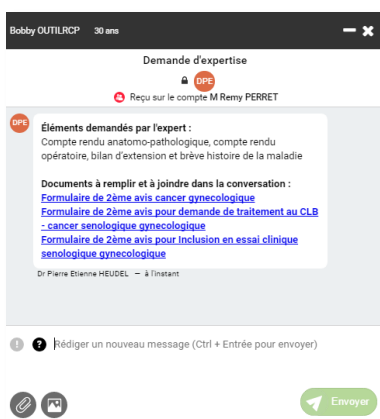 Bobby OUTILRCP 30 ans
Demande d'expertise
DPE
Reçu sur le compte M Remy PERRET
DPE
Éléments demandés par l'expert :
Compte rendu anatomo-pathologique, compte rendu
opératoire, bilan d'extension et brève histoire de la maladie
Documents à remplir et à joindre dans la conversation :
Formulaire de 2ème avis cancer gynecologique
Formulaire de 2ème avis pour demande de traitement au CLB
- cancer senologique gynecologique
Formulaire de 2ème avis pour Inclusion en essai clinique
senologique gynecologique
Dr Pierre Etienne HEUDEL — à l'instant
Rédiger un nouveau message (Ctrl + Entrée pour envoyer)
Envoyer